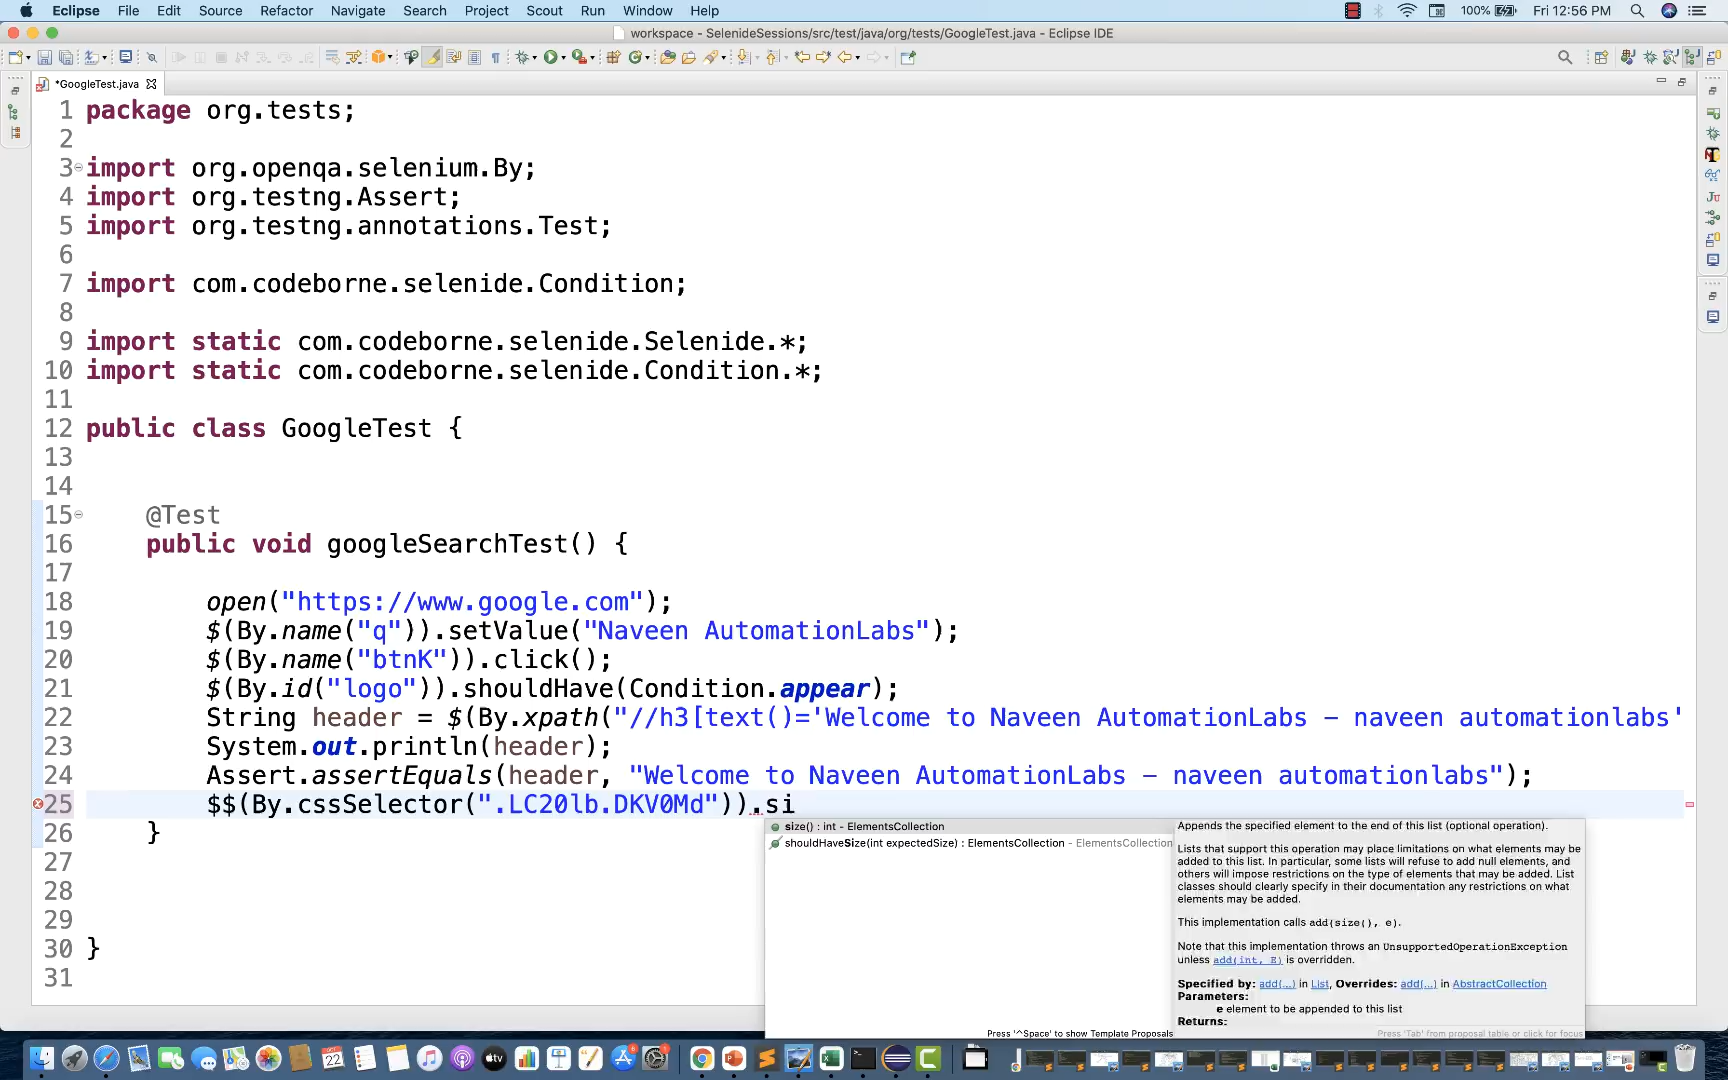 Eclipse File Edit Source Refactor Navigate Search Project Scout Run Window Help 100% Fri 12:56 PM
workspace - SelenideSessions/src/test/java/org/tests/GoogleTest.java - Eclipse IDE
*GoogleTest.java
1 package org.tests;
2
3 import org.openqa.selenium.By;
4 import org.testng.Assert;
5 import org.testng.annotations.Test;
6
7 import com.codeborne.selenide.Condition;
8
9 import static com.codeborne.selenide.Selenide.*;
10 import static com.codeborne.selenide.Condition.*;
11
12 public class GoogleTest {
13
14
15 @Test
16 public void googleSearchTest() {
17
18 open("https://www.google.com");
19 $(By.name("q")).setValue("Naveen AutomationLabs");
20 $(By.name("btnK")).click();
21 $(By.id("logo")).shouldHave(Condition.appear);
22 String header = $(By.xpath("//h3[text()='Welcome to Naveen AutomationLabs - naveen automationlabs'
23 System.out.println(header);
24 Assert.assertEquals(header, "Welcome to Naveen AutomationLabs - naveen automationlabs");
25 $$(By.cssSelector(".LC20lb.DKV0Md")).si
26 }
27
28
29
30 }
31
size() : int - ElementsCollection
shouldHaveSize(int expectedSize) : ElementsCollection - ElementsCollection
Press '^Space' to show Template Proposals
Appends the specified element to the end of this list (optional operation).
Lists that support this operation may place limitations on what elements may be
added to this list. In particular, some lists will refuse to add null elements, and
others will impose restrictions on the type of elements that may be added. List
classes should clearly specify in their documentation any restrictions on what
elements may be added.
This implementation calls add(size(), e).
Note that this implementation throws an UnsupportedOperationException
unless add(int, E) is overridden.
Specified by: add(...) in List, Overrides: add(...) in AbstractCollection
Parameters:
e element to be appended to this list
Returns:
Press 'Tab' from proposal table or click for focus